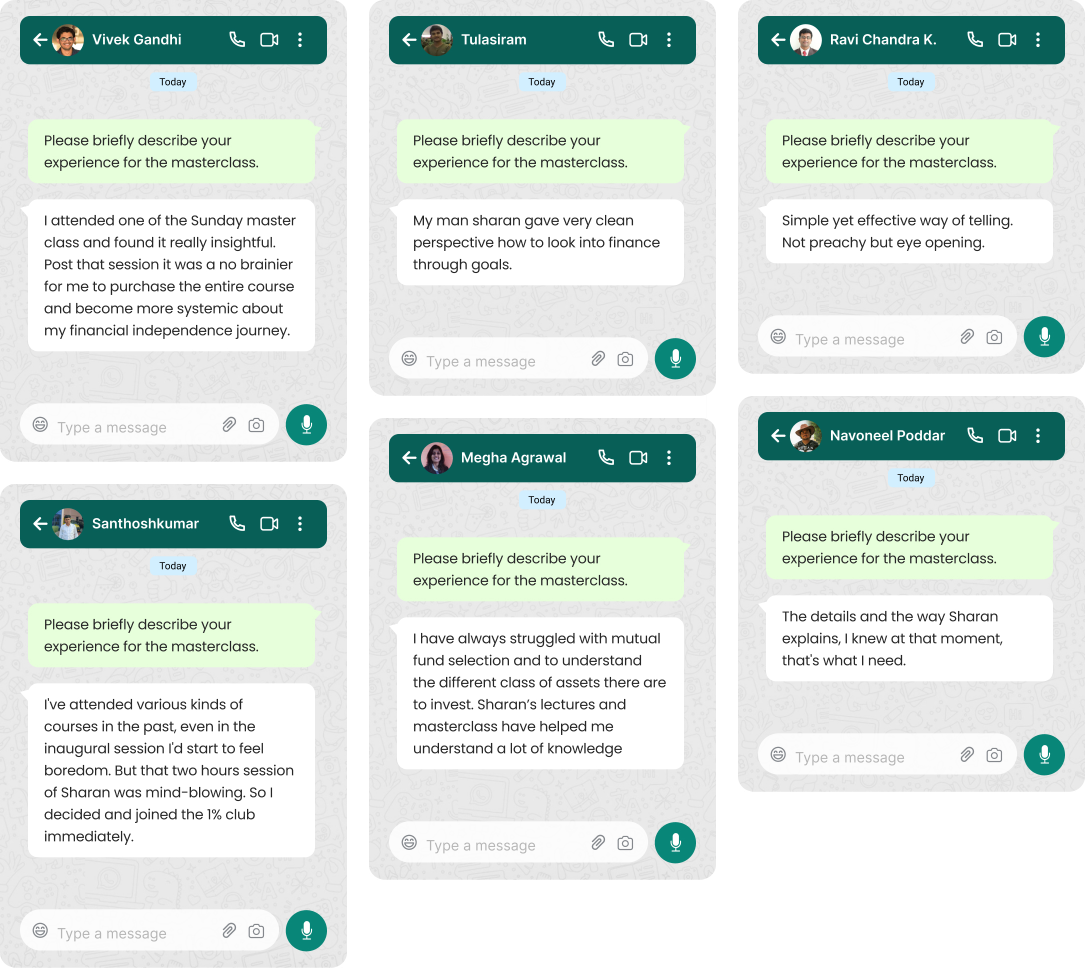 Vivek Gandhi
Today
Please briefly describe your
experience for the masterclass.
I attended one of the Sunday master
class and found it really insightful.
Post that session it was a no brainier
for me to purchase the entire course
and become more systemic about
my financial independence journey.
Type a message
Santhoshkumar
Today
Please briefly describe your
experience for the masterclass.
I've attended various kinds of
courses in the past, even in the
inaugural session I'd start to feel
boredom. But that two hours session
of Sharan was mind-blowing. So I
decided and joined the 1% club
immediately.
Type a message
Tulasiram
Today
Please briefly describe your
experience for the masterclass.
My man sharan gave very clean
perspective how to look into finance
through goals.
Type a message
Megha Agrawal
Today
Please briefly describe your
experience for the masterclass.
I have always struggled with mutual
fund selection and to understand
the different class of assets there are
to invest. Sharan’s lectures and
masterclass have helped me
understand a lot of knowledge
Type a message
Ravi Chandra K.
Today
Please briefly describe your
experience for the masterclass.
Simple yet effective way of telling.
Not preachy but eye opening.
Type a message
Navoneel Poddar
Today
Please briefly describe your
experience for the masterclass.
The details and the way Sharan
explains, I knew at that moment,
that's what I need.
Type a message